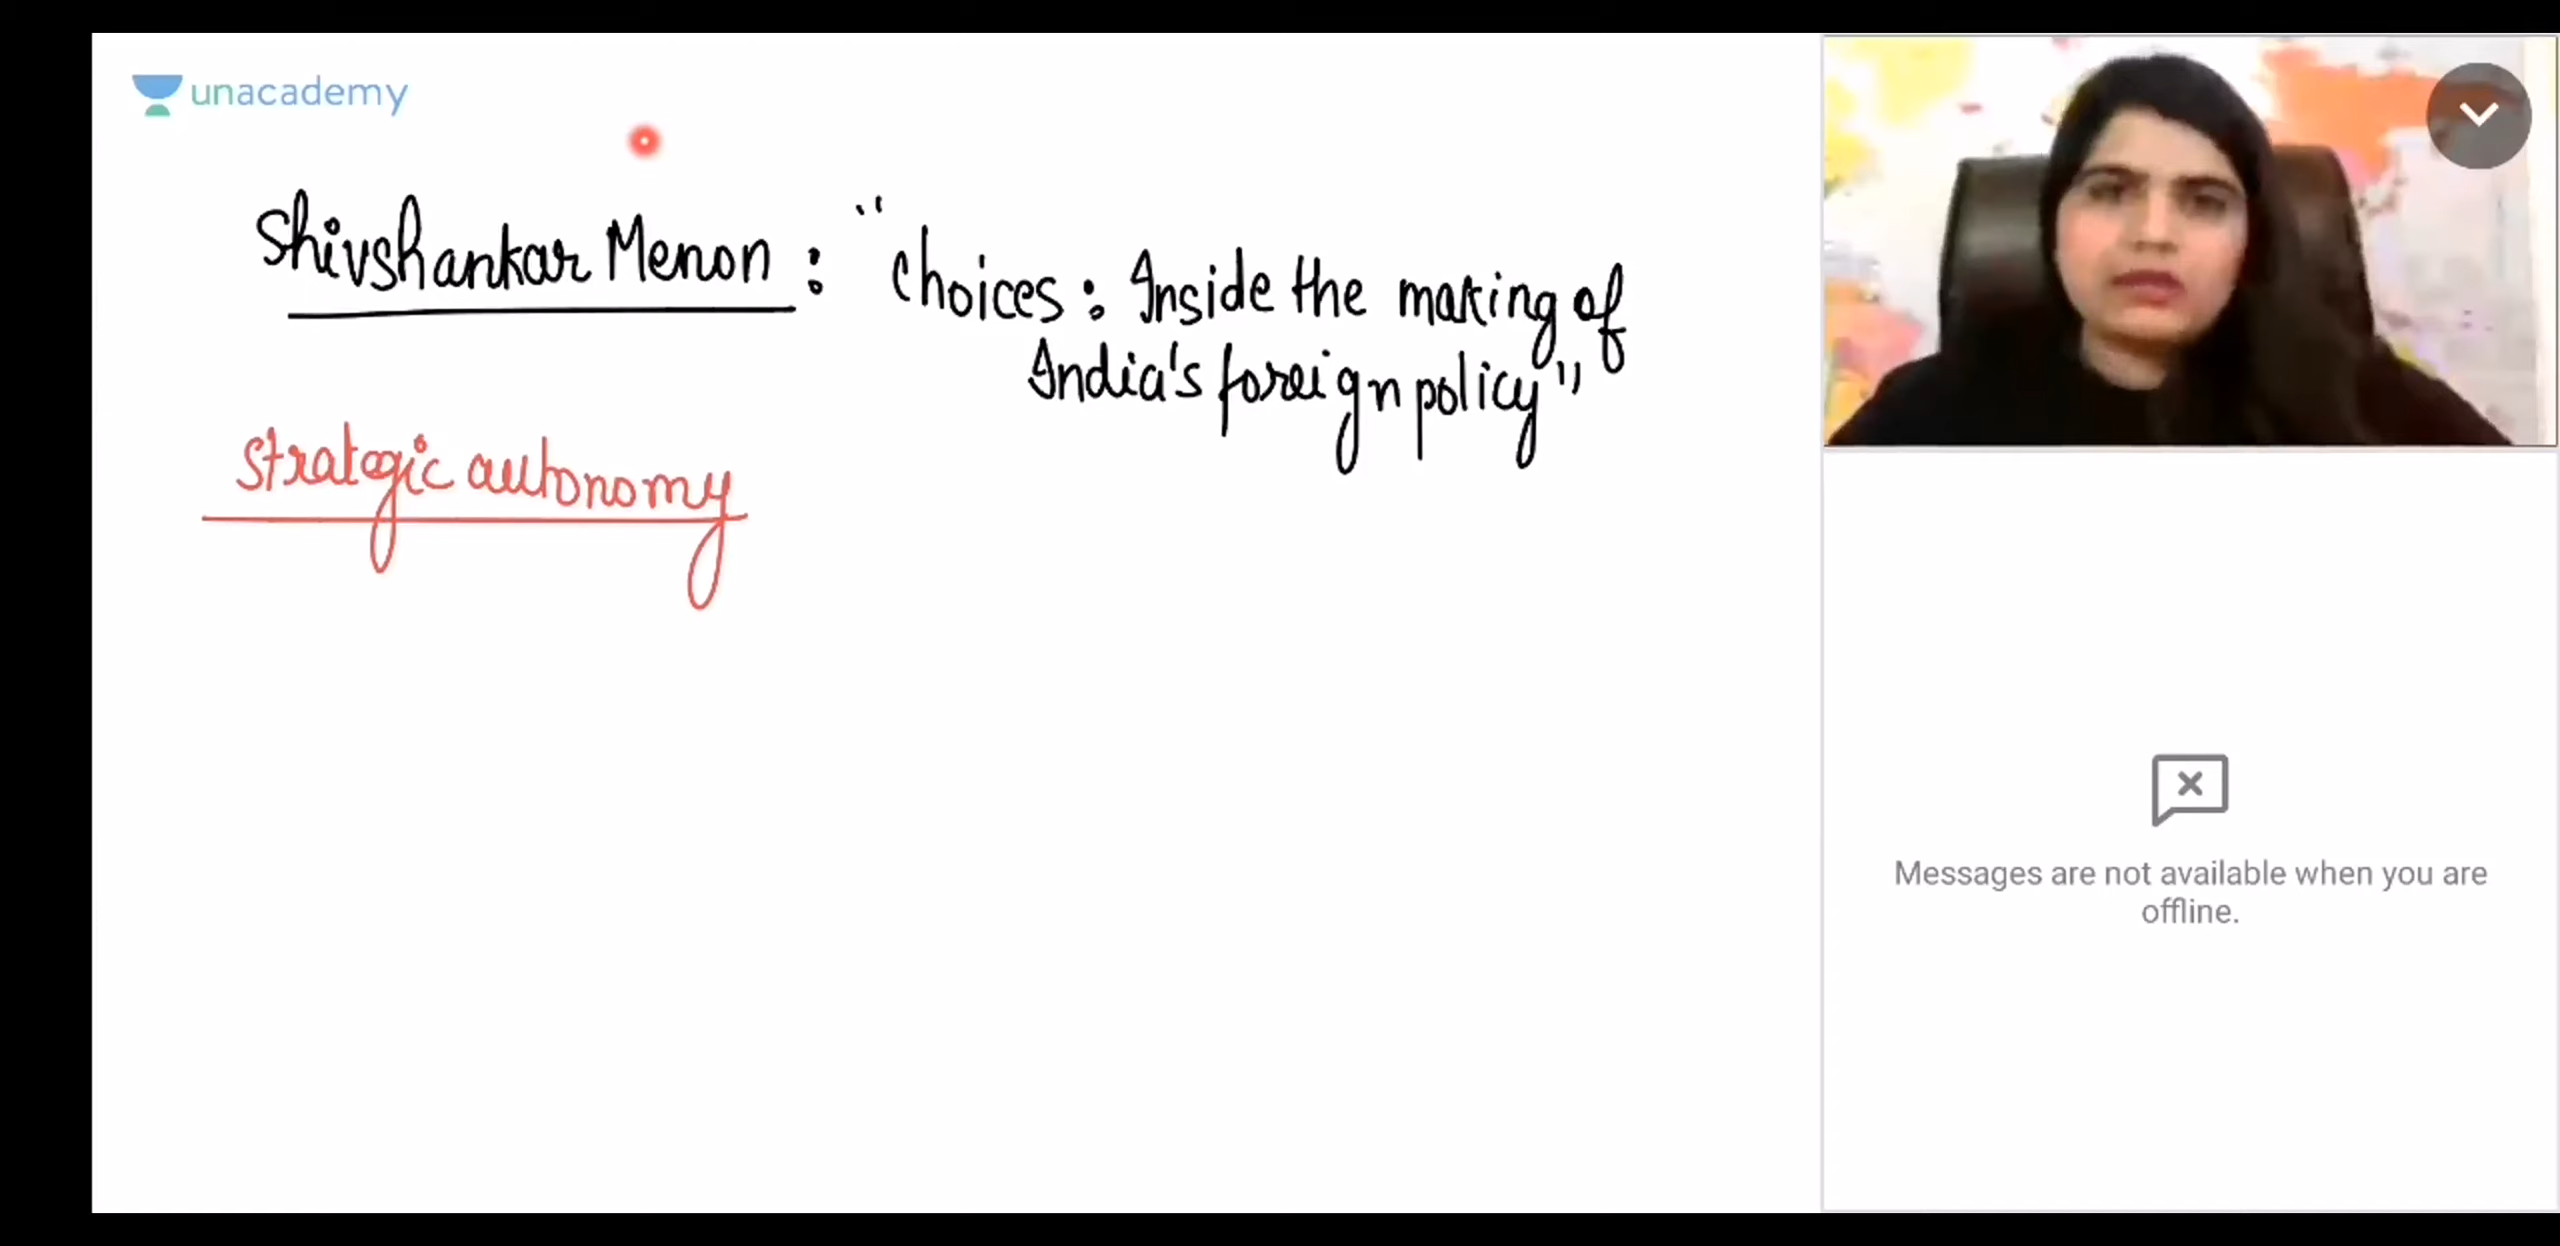 unacademy
Shivshankar Menon : "Choices : Inside the making of
India's foreign policy"
Strategic autonomy
Messages are not available when you are
offline.